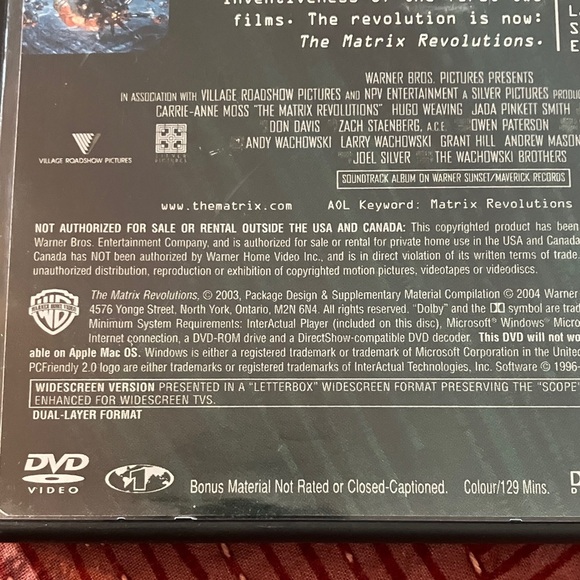 films. The revolution is now:
The Matrix Revolutions.
L
S
E
WARNER BROS. PICTURES PRESENTS
IN ASSOCIATION WITH VILLAGE ROADSHOW PICTURES AND NPV ENTERTAINMENT A SILVER PICTURES
CARRIE-ANNE MOSS "THE MATRIX REVOLUTIONS" HUGO WEAVING JADA PINKETT SMITH
DON DAVIS ZACH STAENBERG, A.C.E. OWEN PATERSON
ANDY WACHOWSKI LARRY WACHOWSKI GRANT HILL ANDREW MASON
JOEL SILVER THE WACHOWSKI BROTHERS
VILLAGE ROADSHOW PICTURES
SILVER PICTURES
SOUNDTRACK ALBUM ON WARNER SUNSET/MAVERICK RECORDS
www.thematrix.com AOL Keyword: Matrix Revolutions
NOT AUTHORIZED FOR SALE OR RENTAL OUTSIDE THE USA AND CANADA: This copyrighted product has been
Warner Bros. Entertainment Company, and is authorized for sale or rental for private home use in the USA and Canada
Canada has NOT been authorized by Warner Home Video Inc., and is in direct violation of its written terms of trade.
unauthorized distribution, reproduction or exhibition of copyrighted motion pictures, videotapes or videodiscs.
The Matrix Revolutions, © 2003, Package Design & Supplementary Material Compilation © 2004 Warner
4576 Yonge Street, North York, Ontario, M2N 6N4. All rights reserved. "Dolby" and the DD symbol are trad
Minimum System Requirements: InterActual Player (included on this disc), Microsoft® Windows® Micro
Internet connection, a DVD-ROM drive and a DirectShow-compatible DVD decoder. This DVD will not wo
able on Apple Mac OS. Windows is either a registered trademark or trademark of Microsoft Corporation in the United
PCFriendly 2.0 logo are either trademarks or registered trademarks of InterActual Technologies, Inc. Software © 1996-
WIDESCREEN VERSION PRESENTED IN A "LETTERBOX" WIDESCREEN FORMAT PRESERVING THE "SCOPE"
ENHANCED FOR WIDESCREEN TVS.
DUAL-LAYER FORMAT
DVD
VIDEO
1
Bonus Material Not Rated or Closed-Captioned. Colour/129 Mins.
D